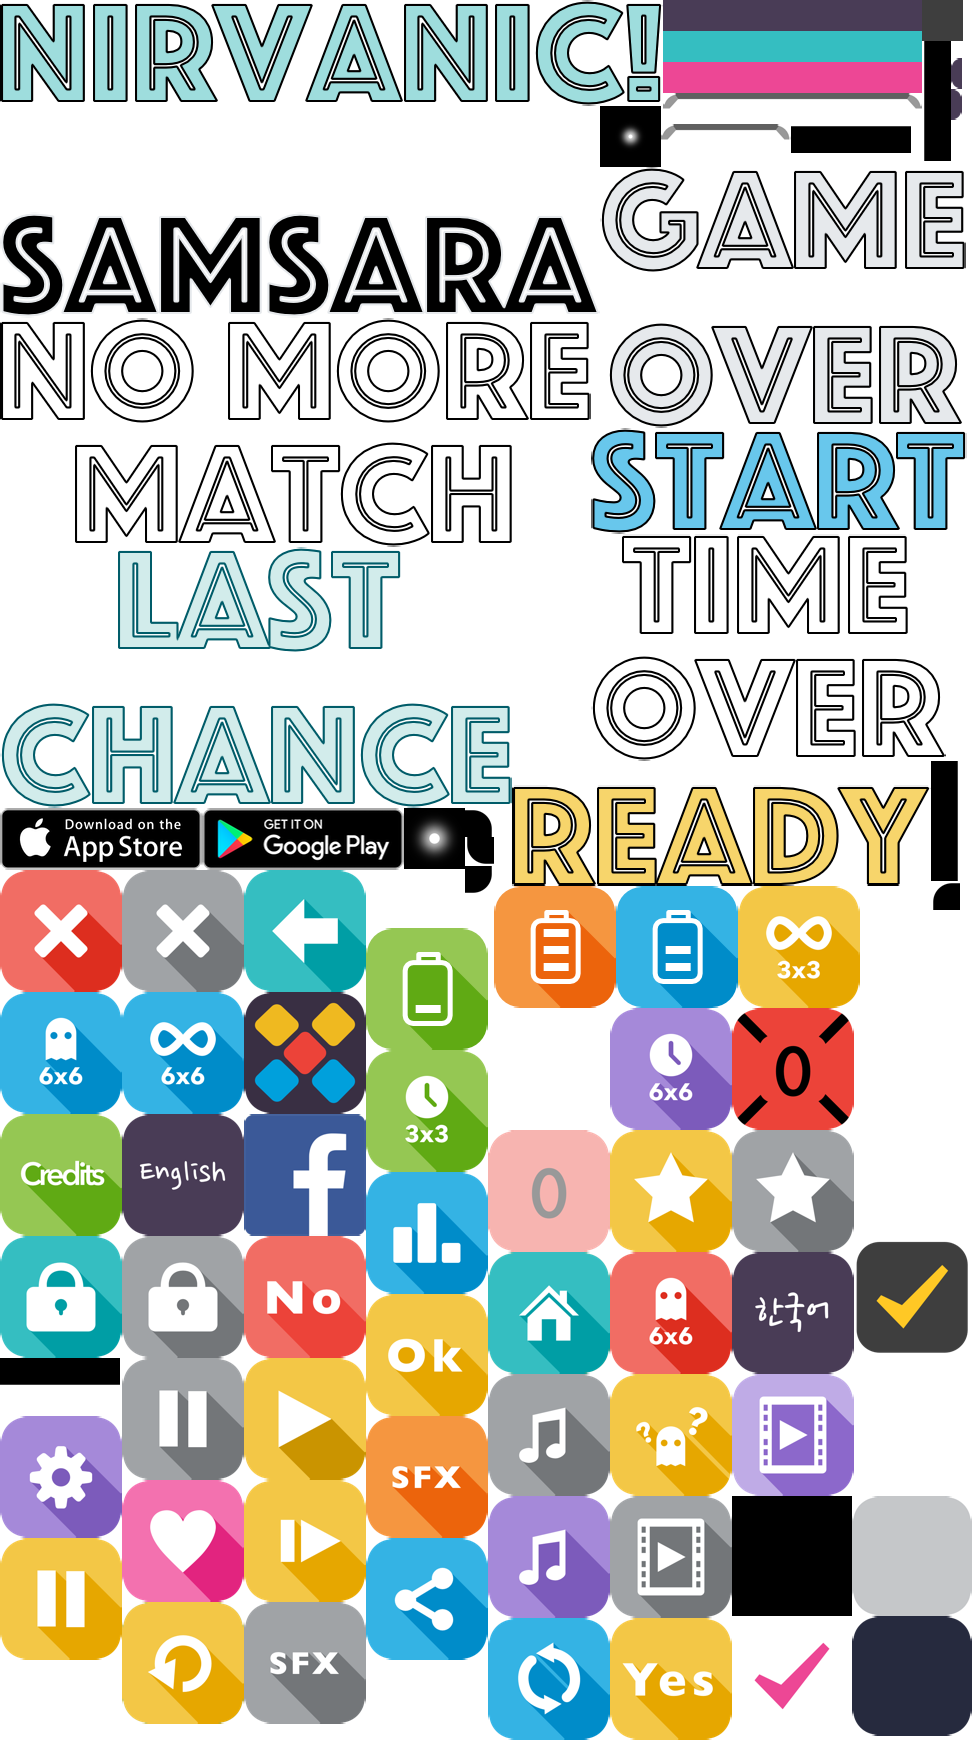 NIRVANIC!
GAME
SAMSARA
NO MORE
OVER
START
MATCH
TIME
LAST
OVER
CHANCE
READY
Download on the
App Store
GET IT ON
Google Play
3x3
6x6
6x6
6x6
0
3x3
Credits
English
0
No
6x6
한국어
Ok
SFX
SFX
Yes